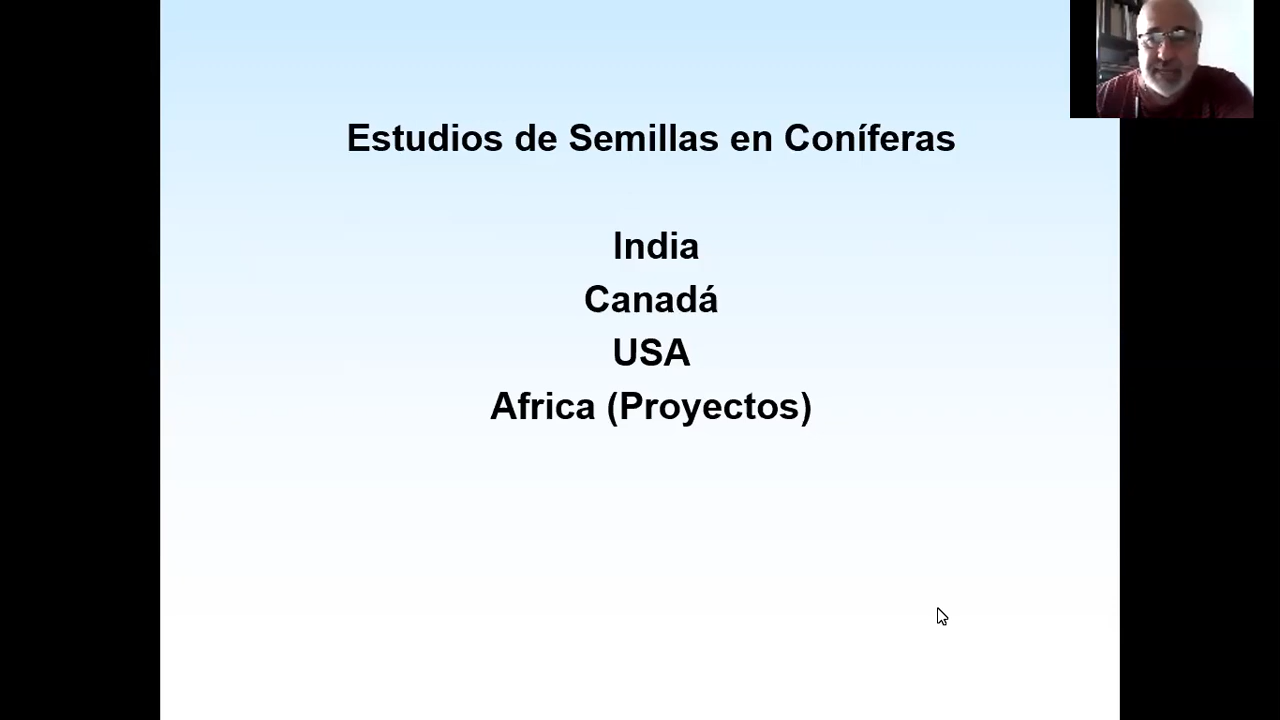 Estudios de Semillas en Coníferas
India
Canadá
USA
Africa (Proyectos)